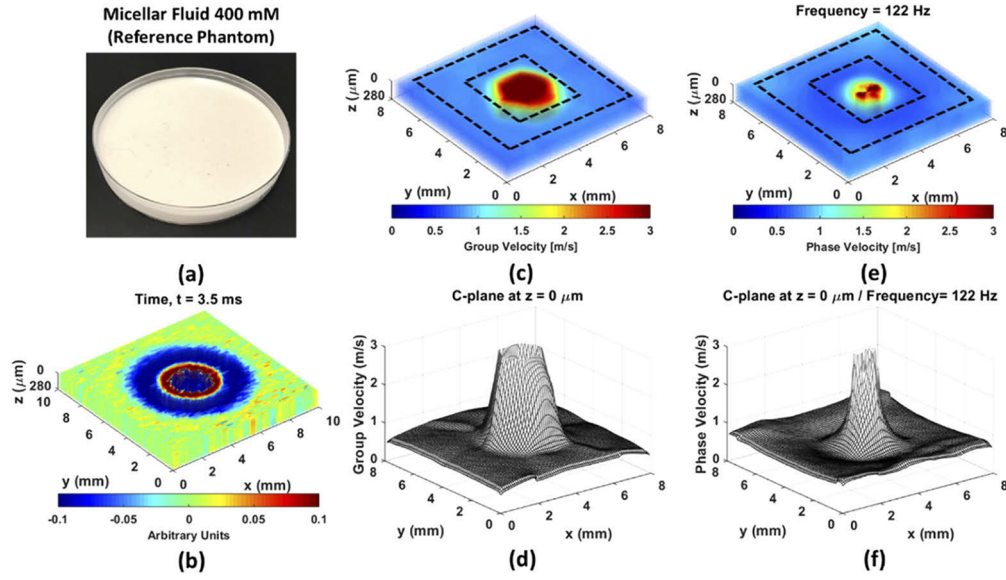 Micellar Fluid 400 mM
(Reference Phantom)
(a)
Time, t = 3.5 ms
z (μm)
0
280
10
8
6
4
2
0
2
4
6
8
10
y (mm)
x (mm)
-0.1
-0.05
0
0.05
0.1
Arbitrary Units
(b)
z (μm)
0
280
8
6
4
2
0
2
4
6
8
y (mm)
x (mm)
0
0.5
1
1.5
2
2.5
3
Group Velocity [m/s]
(c)
C-plane at z = 0 μm
Group Velocity (m/s)
3
2
1
0
8
6
4
2
0
0
2
4
6
8
y (mm)
x (mm)
(d)
Frequency = 122 Hz
z (μm)
0
280
8
6
4
2
0
2
4
6
8
y (mm)
x (mm)
0
0.5
1
1.5
2
2.5
3
Phase Velocity [m/s]
(e)
C-plane at z = 0 μm / Frequency= 122 Hz
Phase Velocity (m/s)
3
2
1
0
8
6
4
2
0
0
2
4
6
8
y (mm)
x (mm)
(f)